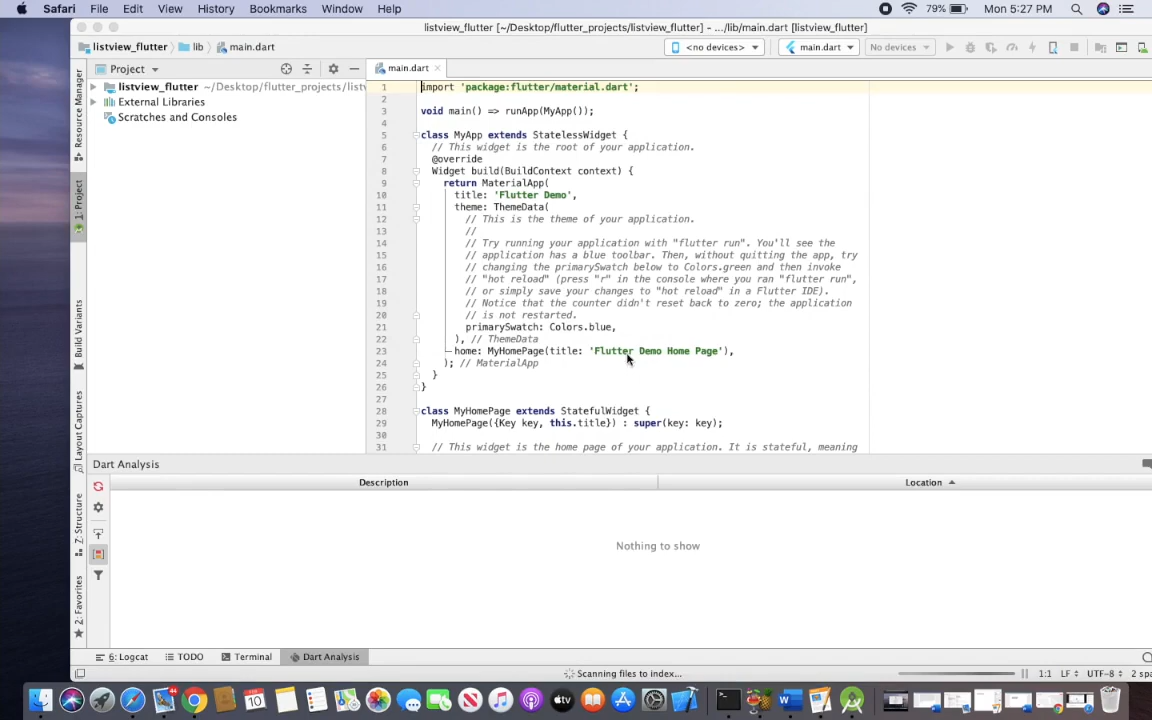 Safari File Edit View History Bookmarks Window Help 79% Mon 5:27 PM
listview_flutter [~/Desktop/flutter_projects/listview_flutter] – .../lib/main.dart [listview_flutter]
listview_flutter lib main.dart <no devices> main.dart No devices
Project main.dart
listview_flutter ~/Desktop/flutter_projects/listv
External Libraries
Scratches and Consoles
Resource Manager
1: Project
Build Variants
Layout Captures
Z: Structure
2: Favorites
1 import 'package:flutter/material.dart';
2
3 void main() => runApp(MyApp());
4
5 class MyApp extends StatelessWidget {
6 // This widget is the root of your application.
7 @override
8 Widget build(BuildContext context) {
9 return MaterialApp(
10 title: 'Flutter Demo',
11 theme: ThemeData(
12 // This is the theme of your application.
13 //
14 // Try running your application with "flutter run". You'll see the
15 // application has a blue toolbar. Then, without quitting the app, try
16 // changing the primarySwatch below to Colors.green and then invoke
17 // "hot reload" (press "r" in the console where you ran "flutter run",
18 // or simply save your changes to "hot reload" in a Flutter IDE).
19 // Notice that the counter didn't reset back to zero; the application
20 // is not restarted.
21 primarySwatch: Colors.blue,
22 ), // ThemeData
23 home: MyHomePage(title: 'Flutter Demo Home Page'),
24 ); // MaterialApp
25 }
26 }
27
28 class MyHomePage extends StatefulWidget {
29 MyHomePage({Key key, this.title}) : super(key: key);
30
31 // This widget is the home page of your application. It is stateful, meaning
Dart Analysis
Description Location
Nothing to show
6: Logcat TODO Terminal Dart Analysis
Scanning files to index... 1:1 LF UTF-8 2 spa